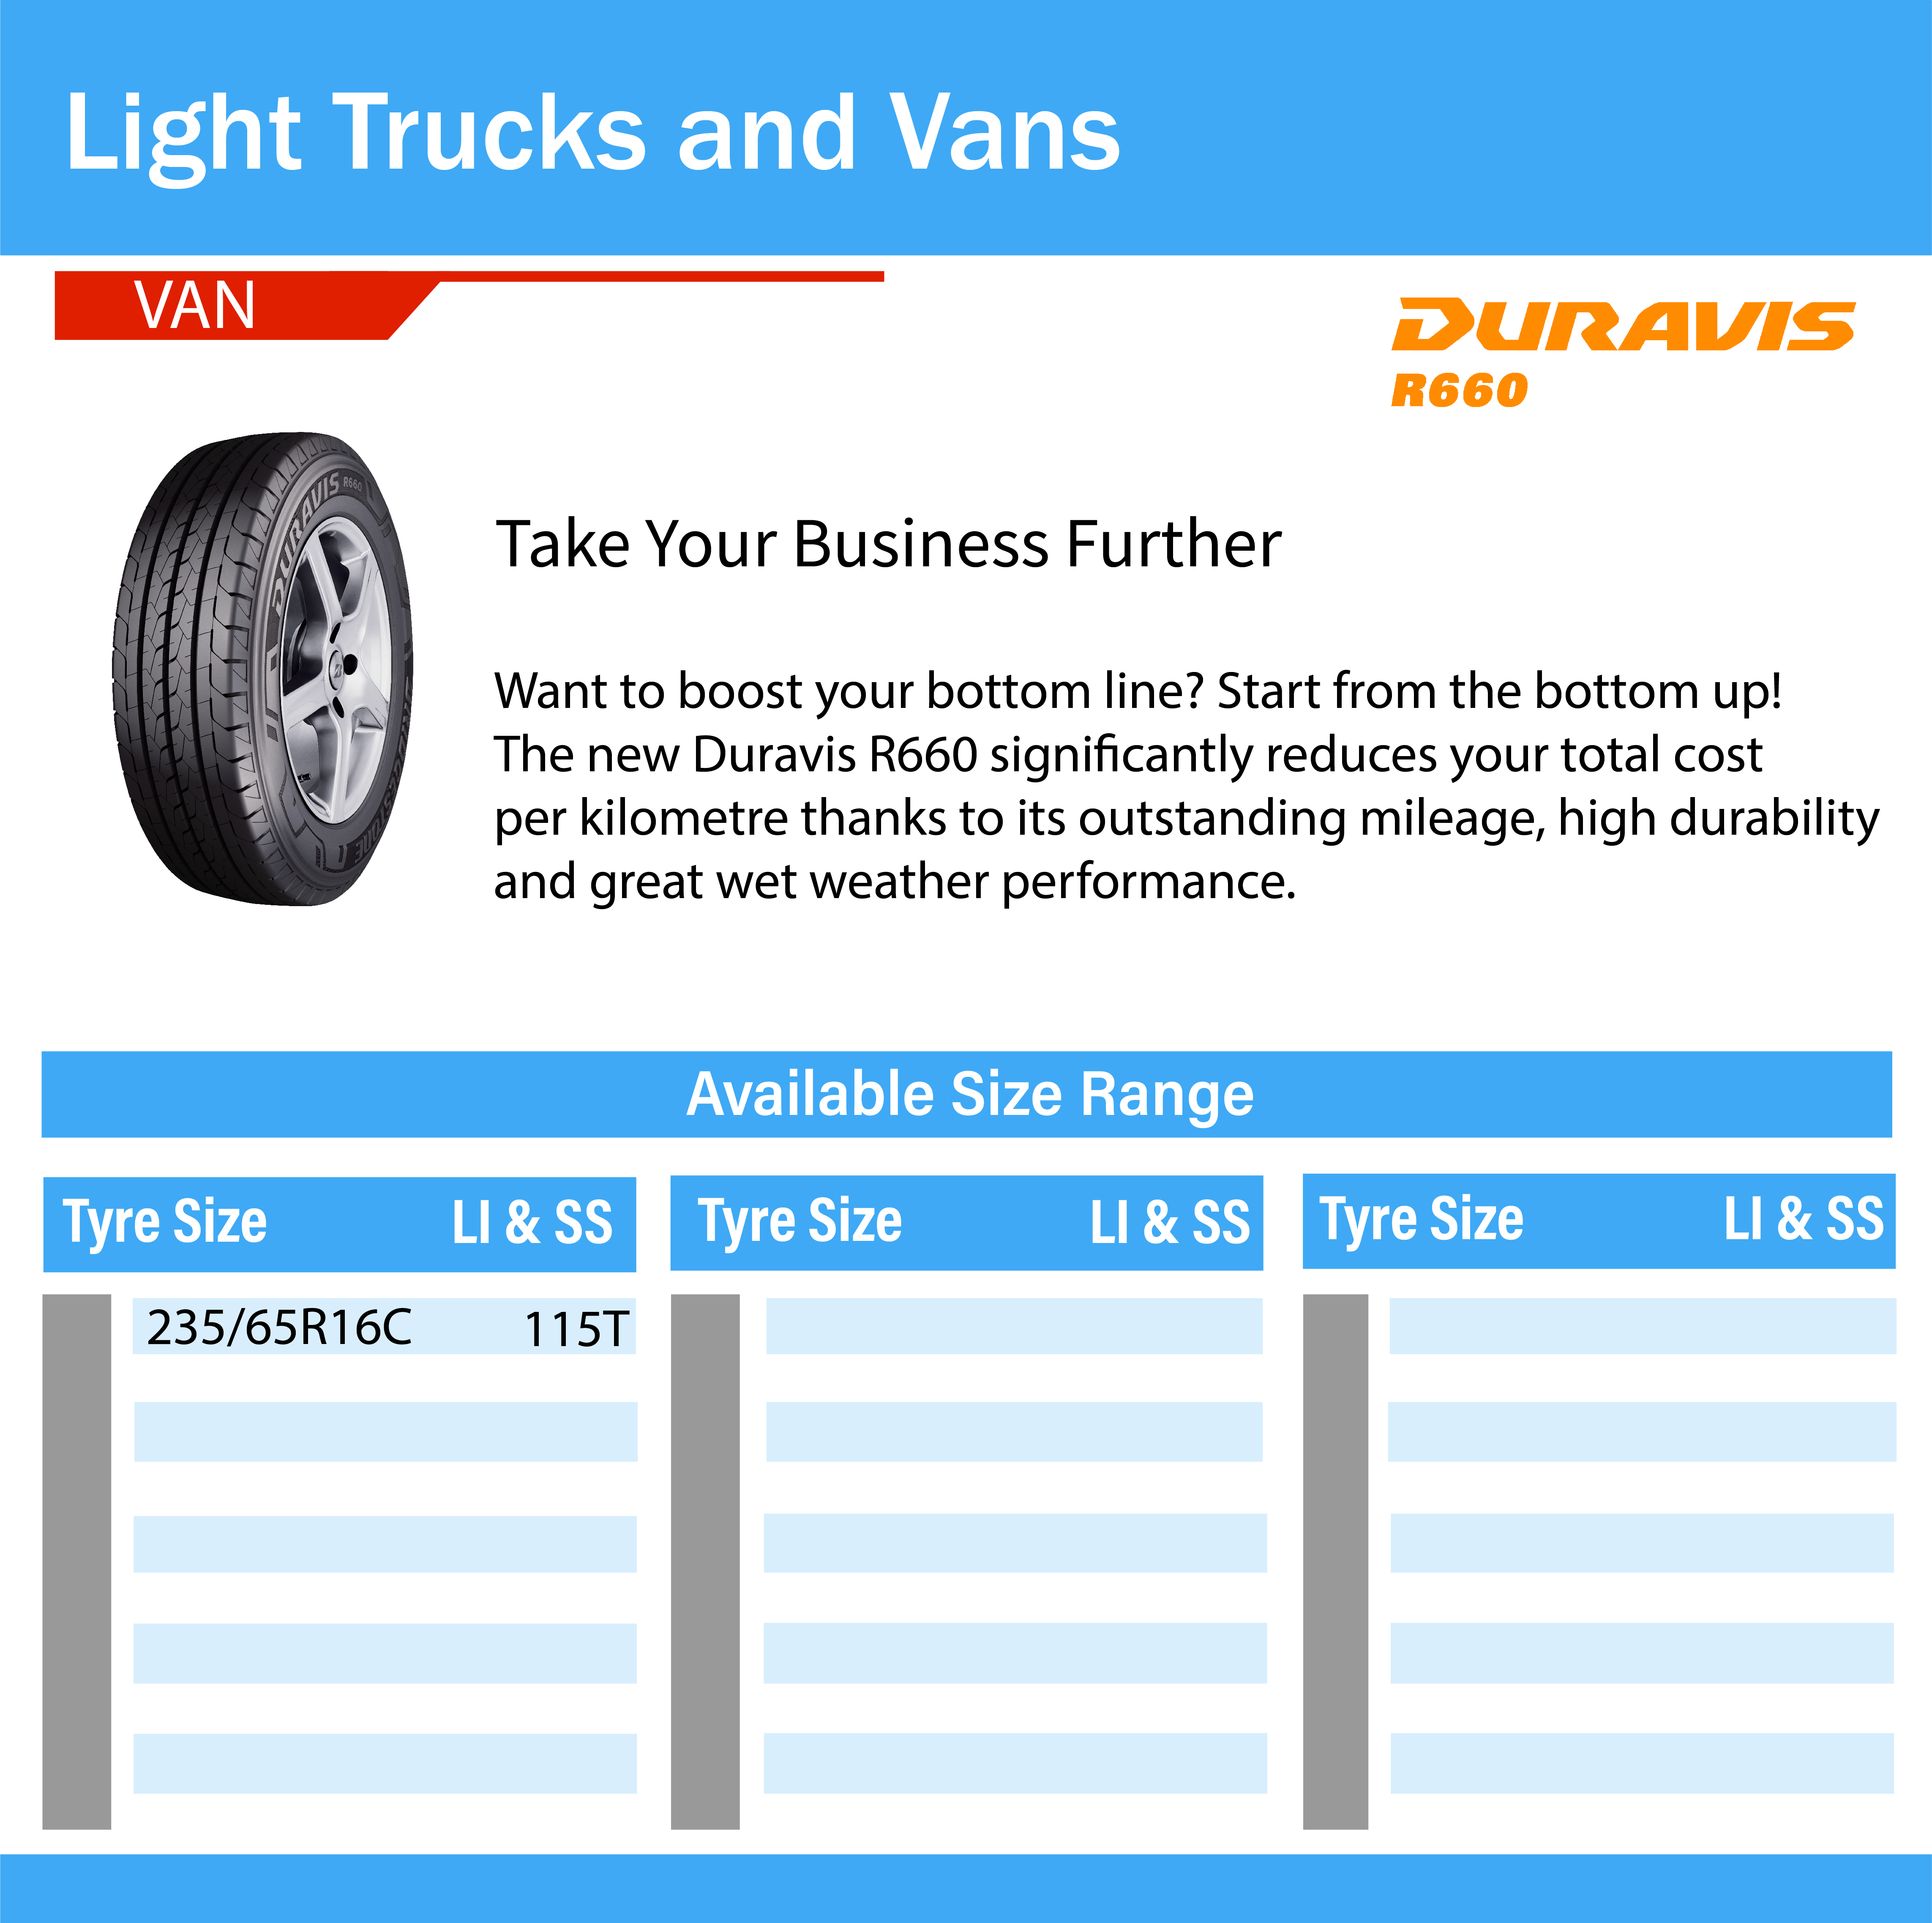 Light Trucks and Vans
VAN
DURAVIS
R660
DURAVIS R660
BRIDGESTONE
Take Your Business Further
Want to boost your bottom line? Start from the bottom up!
The new Duravis R660 significantly reduces your total cost
per kilometre thanks to its outstanding mileage, high durability
and great wet weather performance.
Available Size Range
Tyre Size LI & SS
Tyre Size LI & SS
Tyre Size LI & SS
235/65R16C 115T